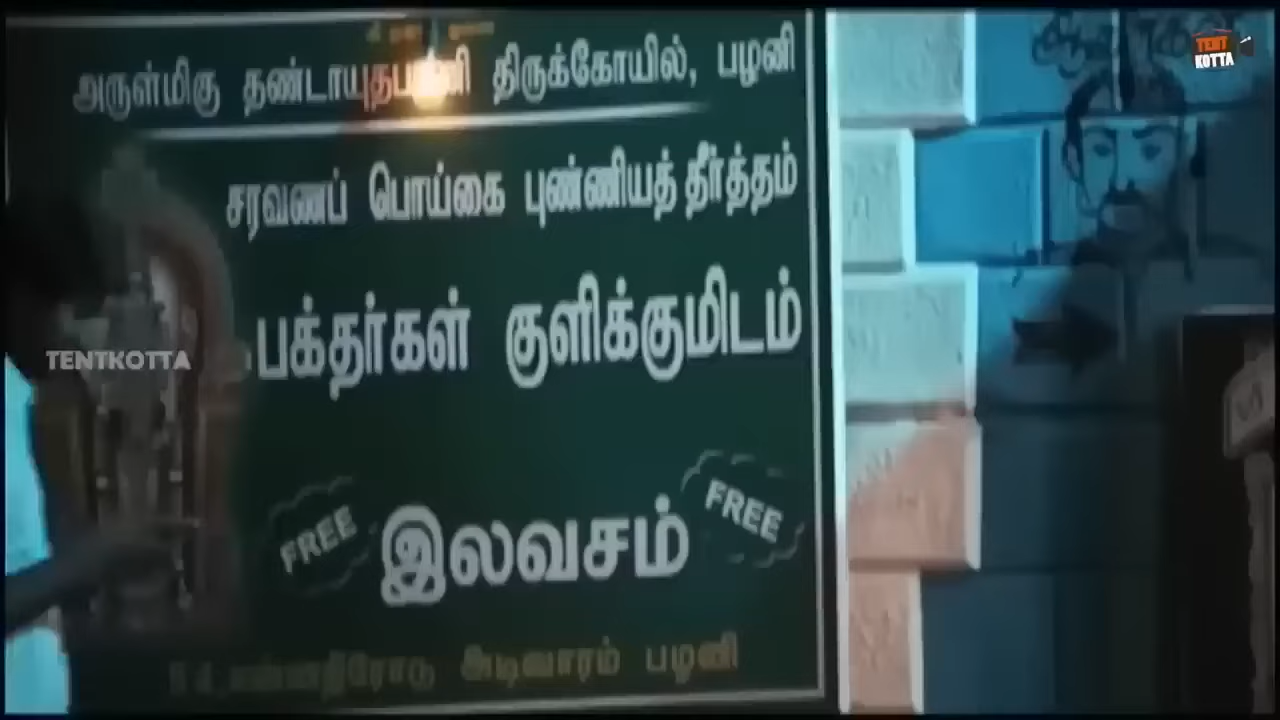 அருள்மிகு தண்டாயுதபாணி திருக்கோயில், பழனி
சரவணப் பொய்கை புண்ணியத் தீர்த்தம்
பக்தர்கள் குளிக்குமிடம்
FREE இலவசம் FREE
அடிவாரம் பழனி
TENTKOTTA
TENT
KOTTA